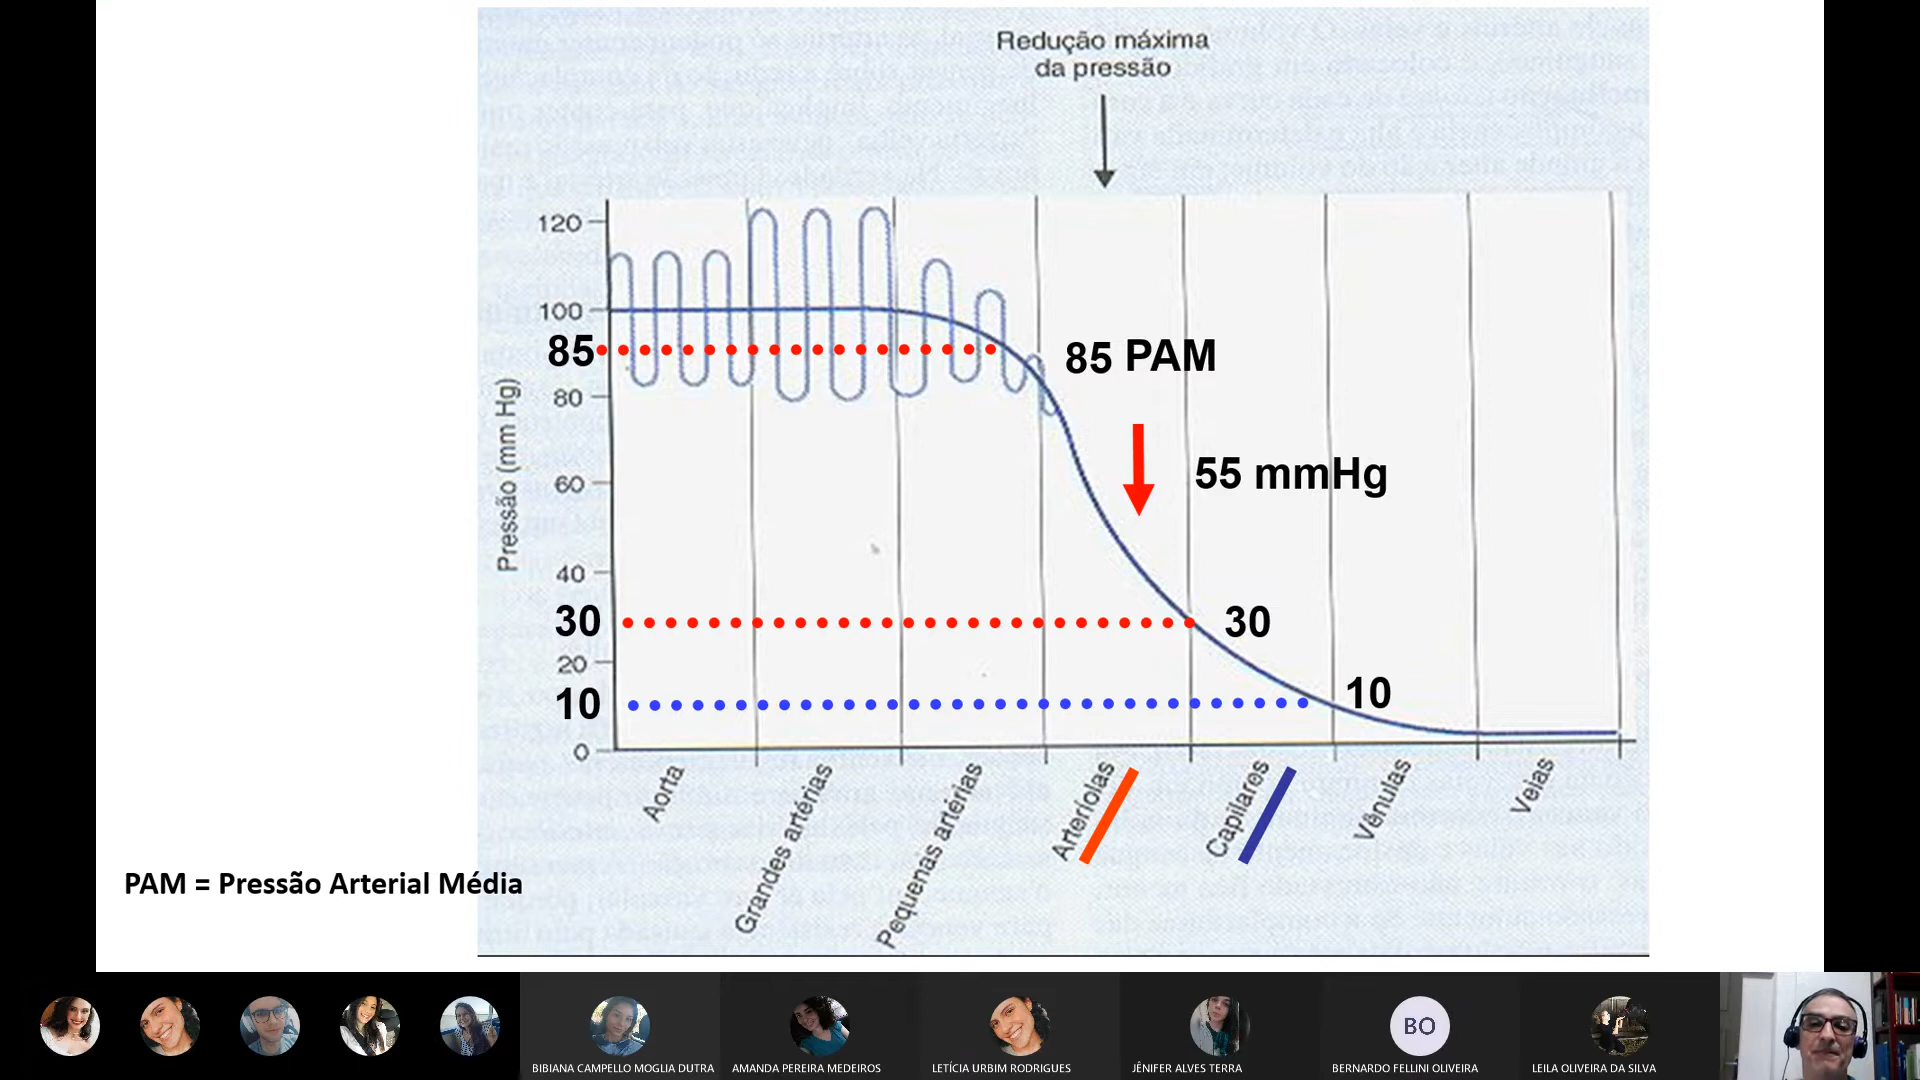 Redução máxima
da pressão
Pressão (mm Hg)
120
100
85
80
60
40
30
20
10
0
85 PAM
55 mmHg
30
10
Aorta
Grandes artérias
Pequenas artérias
Arteríolas
Capilares
Vênulas
Veias
PAM = Pressão Arterial Média
BIBIANA CAMPELLO MOGLIA DUTRA
AMANDA PEREIRA MEDEIROS
LETÍCIA URBIM RODRIGUES
JÊNIFER ALVES TERRA
BO
BERNARDO FELLINI OLIVEIRA
LEILA OLIVEIRA DA SILVA